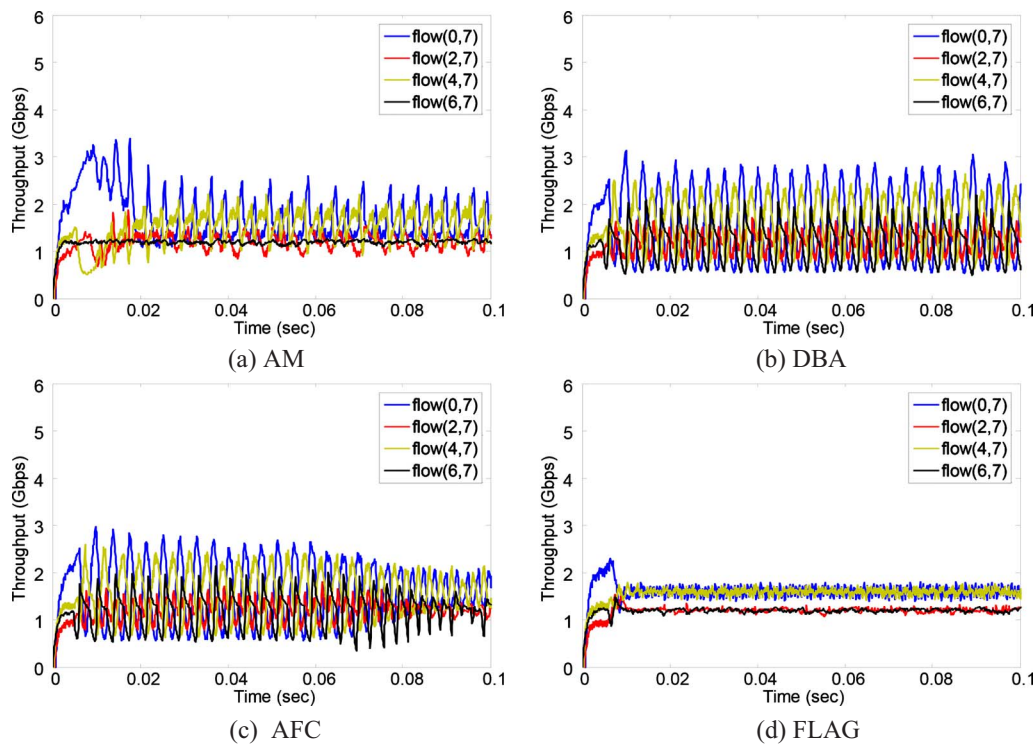 6
flow(0,7)
5
flow(2,7)
flow(4,7)
4
flow(6,7)
3
2
1
0
0
0.02
0.04
0.06
0.08
0.1
Throughput (Gbps)
Time (sec)
(a) AM
6
flow(0,7)
5
flow(2,7)
flow(4,7)
4
flow(6,7)
3
2
1
0
0
0.02
0.04
0.06
0.08
0.1
Throughput (Gbps)
Time (sec)
(b) DBA
6
flow(0,7)
5
flow(2,7)
flow(4,7)
4
flow(6,7)
3
2
1
0
0
0.02
0.04
0.06
0.08
0.1
Throughput (Gbps)
Time (sec)
(c) AFC
6
flow(0,7)
5
flow(2,7)
flow(4,7)
4
flow(6,7)
3
2
1
0
0
0.02
0.04
0.06
0.08
0.1
Throughput (Gbps)
Time (sec)
(d) FLAG